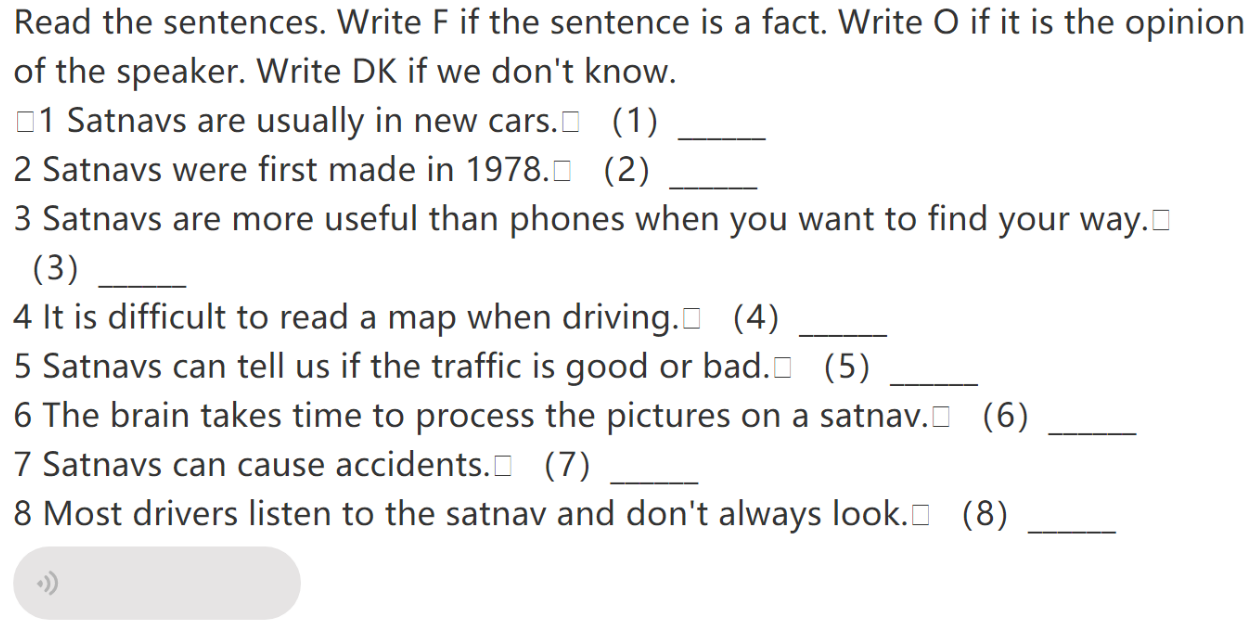 Read the sentences. Write F if the sentence is a fact. Write O if it is the opinion
of the speaker. Write DK if we don't know.
□1 Satnavs are usually in new cars.□ (1) ______
2 Satnavs were first made in 1978.□ (2) ______
3 Satnavs are more useful than phones when you want to find your way.□
(3) ______
4 It is difficult to read a map when driving.□ (4) ______
5 Satnavs can tell us if the traffic is good or bad.□ (5) ______
6 The brain takes time to process the pictures on a satnav.□ (6) ______
7 Satnavs can cause accidents.□ (7) ______
8 Most drivers listen to the satnav and don't always look.□ (8) ______